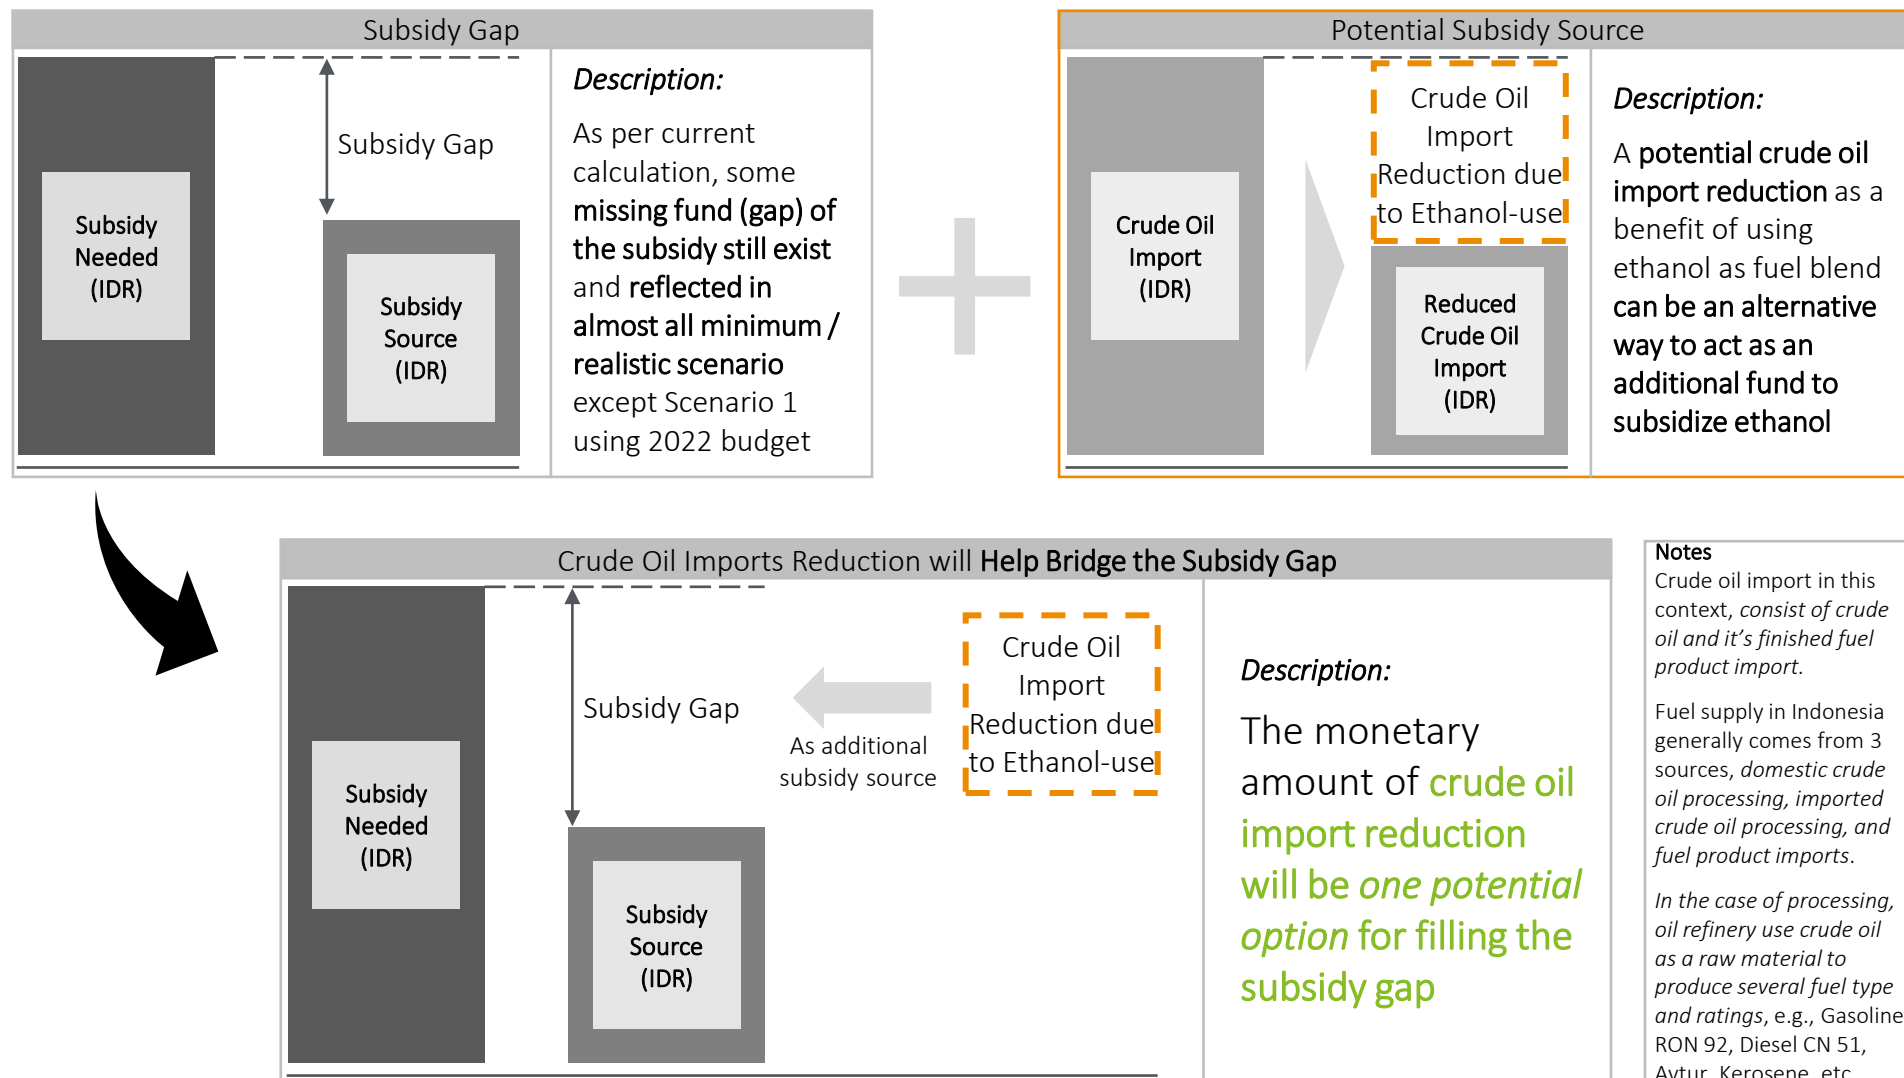 Subsidy Gap
Subsidy
Needed
(IDR)
Subsidy Gap
Subsidy
Source
(IDR)
Description:
As per current
calculation, some
missing fund (gap) of
the subsidy still exist
and reflected in
almost all minimum /
realistic scenario
except Scenario 1
using 2022 budget
Potential Subsidy Source
Crude Oil
Import
(IDR)
Crude Oil
Import
Reduction due
to Ethanol-use
Reduced
Crude Oil
Import
(IDR)
Description:
A potential crude oil
import reduction as a
benefit of using
ethanol as fuel blend
can be an alternative
way to act as an
additional fund to
subsidize ethanol
Crude Oil Imports Reduction will Help Bridge the Subsidy Gap
Subsidy
Needed
(IDR)
Subsidy Gap
Subsidy
Source
(IDR)
As additional
subsidy source
Crude Oil
Import
Reduction due
to Ethanol-use
Description:
The monetary
amount of crude oil
import reduction
will be one potential
option for filling the
subsidy gap
Notes
Crude oil import in this
context, consist of crude
oil and it's finished fuel
product import.
Fuel supply in Indonesia
generally comes from 3
sources, domestic crude
oil processing, imported
crude oil processing, and
fuel product imports.
In the case of processing,
oil refinery use crude oil
as a raw material to
produce several fuel type
and ratings, e.g., Gasoline
RON 92, Diesel CN 51,
Avtur, Kerosene, etc